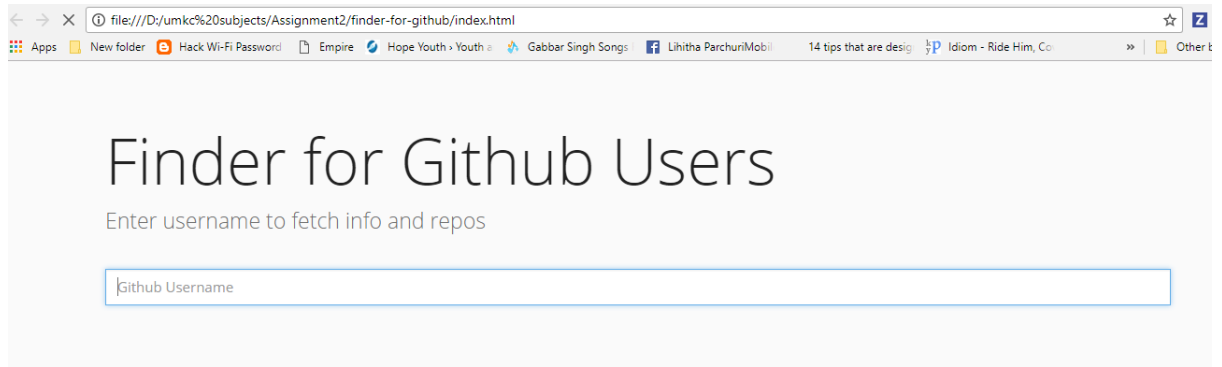 file:///D:/umkc%20subjects/Assignment2/finder-for-github/index.html
Apps New folder Hack Wi-Fi Password Empire Hope Youth › Youth a Gabbar Singh Songs Lihitha ParchuriMobil 14 tips that are desig Idiom - Ride Him, Co » Other b
Finder for Github Users
Enter username to fetch info and repos
Github Username